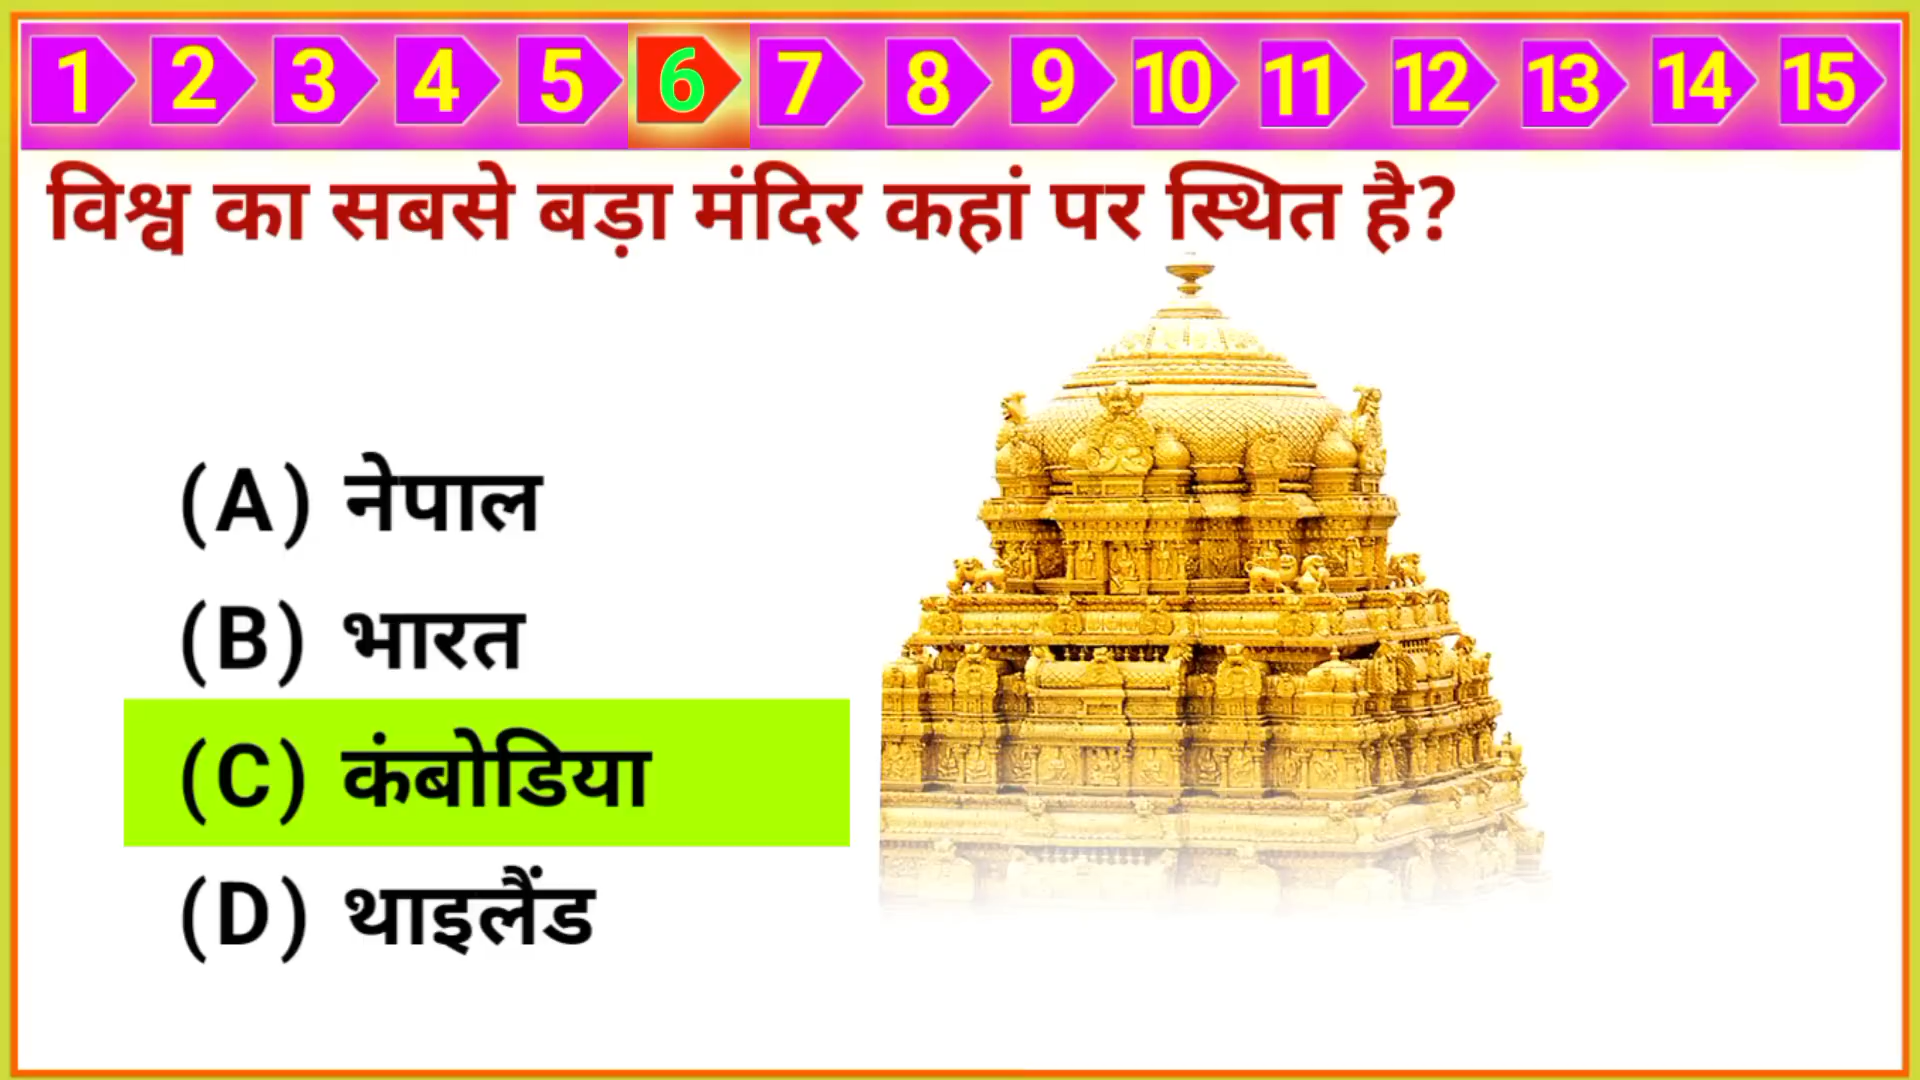 1 2 3 4 5 6 7 8 9 10 11 12 13 14 15
विश्व का सबसे बड़ा मंदिर कहां पर स्थित है?
(A) नेपाल
(B) भारत
(C) कंबोडिया
(D) थाइलैंड